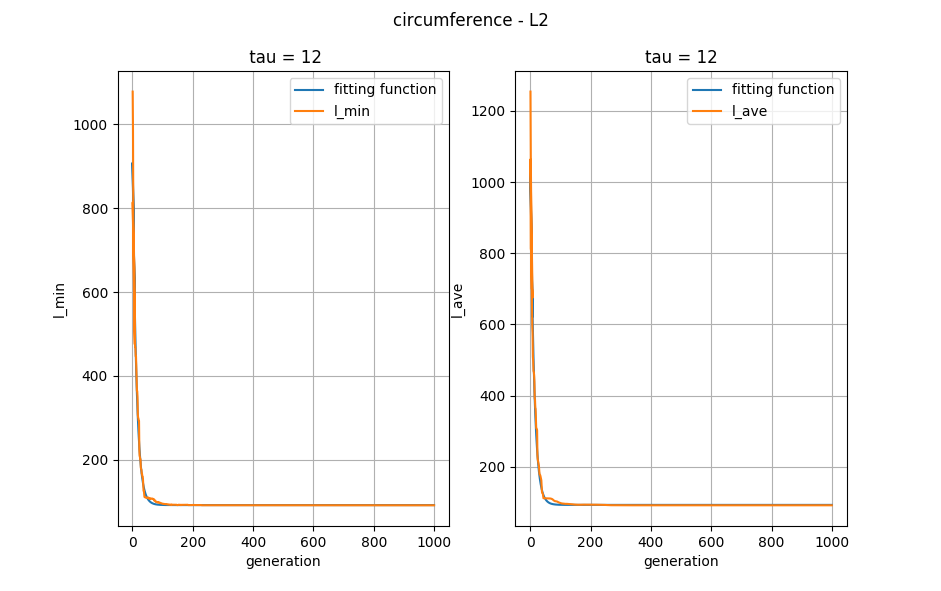 circumference - L2
tau = 12
fitting function
l_min
1000
800
600
400
200
l_min
0 200 400 600 800 1000
generation
tau = 12
fitting function
l_ave
1200
1000
800
600
400
200
l_ave
0 200 400 600 800 1000
generation